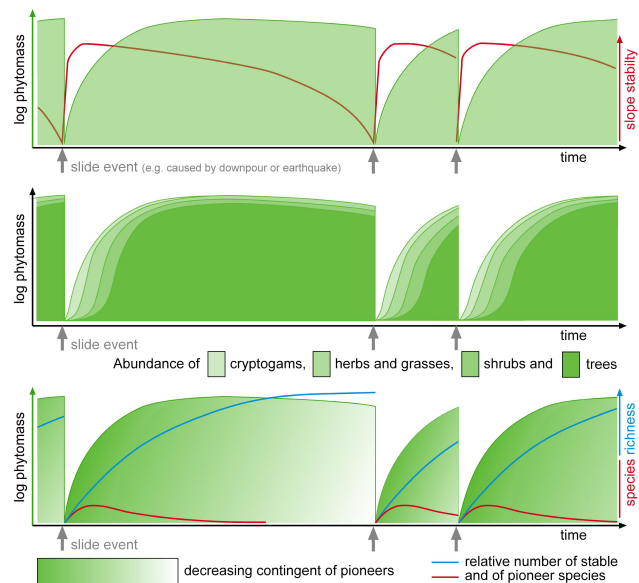 log phytomass
slope stabilty
slide event (e.g. caused by downpour or earthquake)
time
log phytomass
time
slide event
Abundance of cryptogams, herbs and grasses, shrubs and trees
log phytomass
species richness
time
slide event
decreasing contingent of pioneers
relative number of stable
and of pioneer species